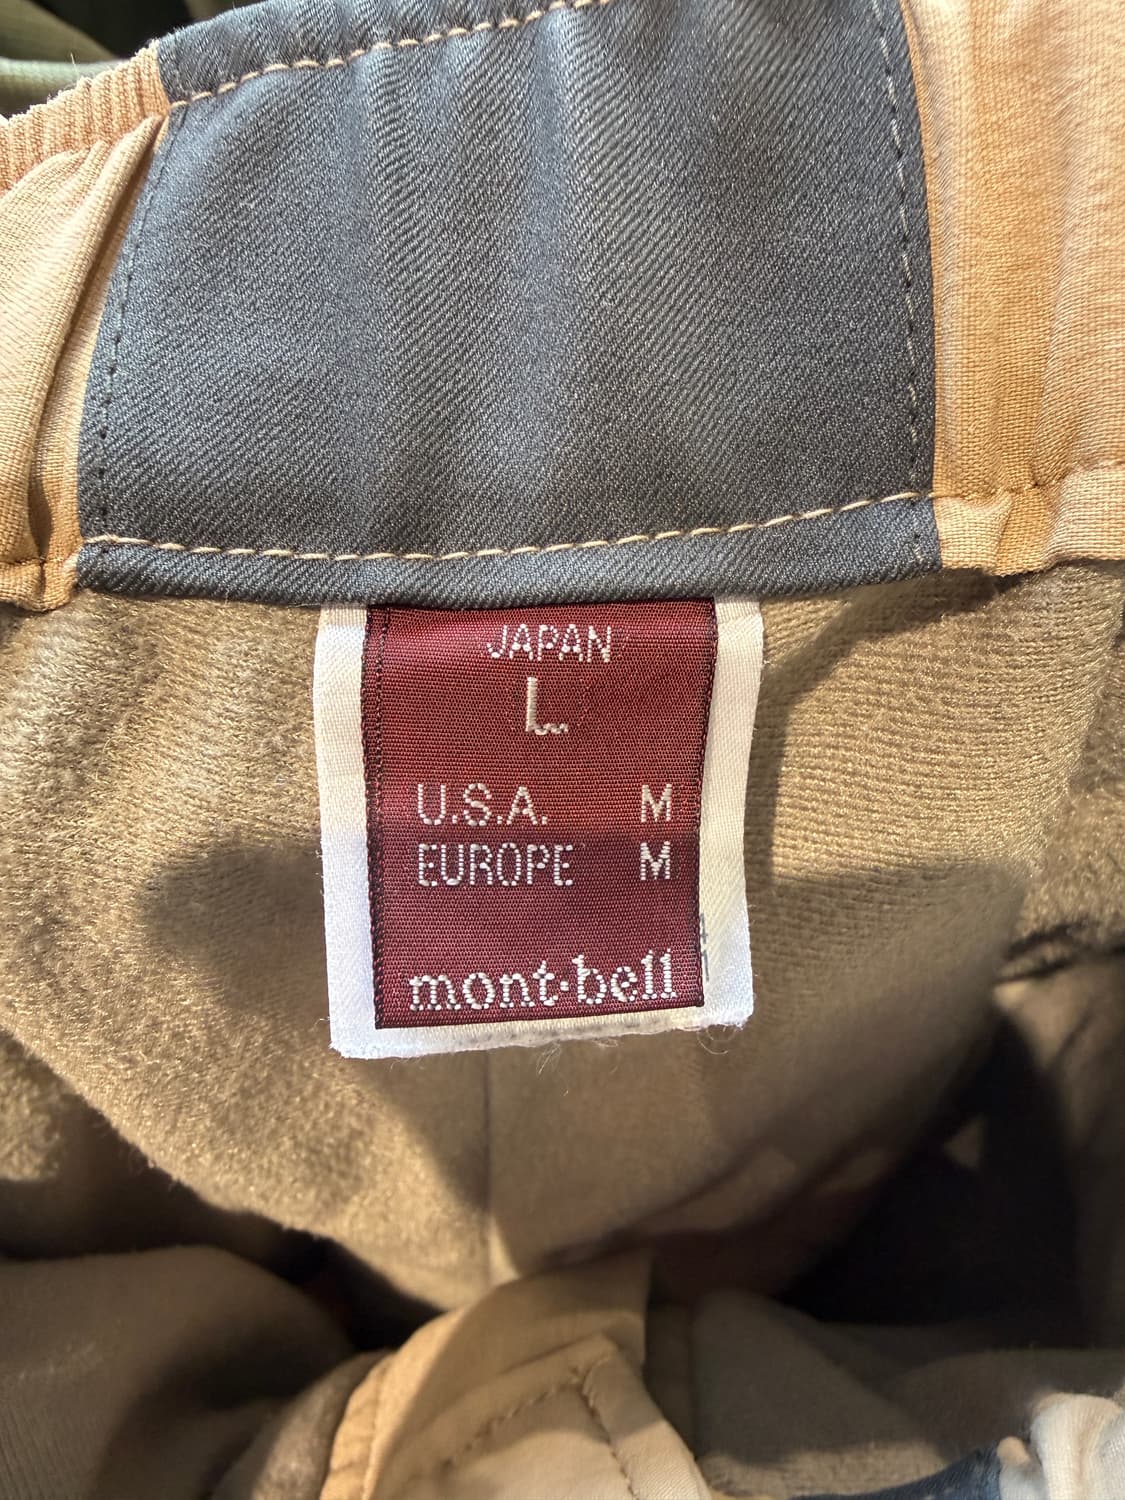 JAPAN
L
U.S.A. M
EUROPE M
mont·bell